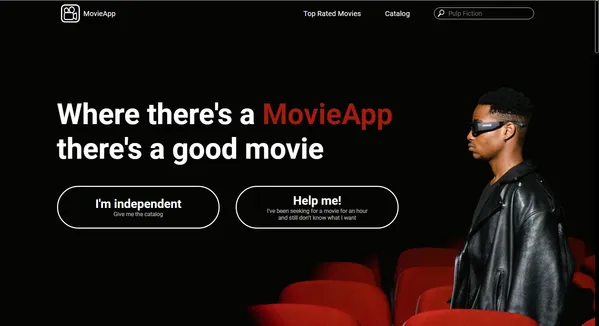 MovieApp
Top Rated Movies
Catalog
Pulp Fiction
Where there's a MovieApp
there's a good movie
I'm independent
Give me the catalog
Help me!
I've been seeking for a movie for an hour
and still don't know what I want